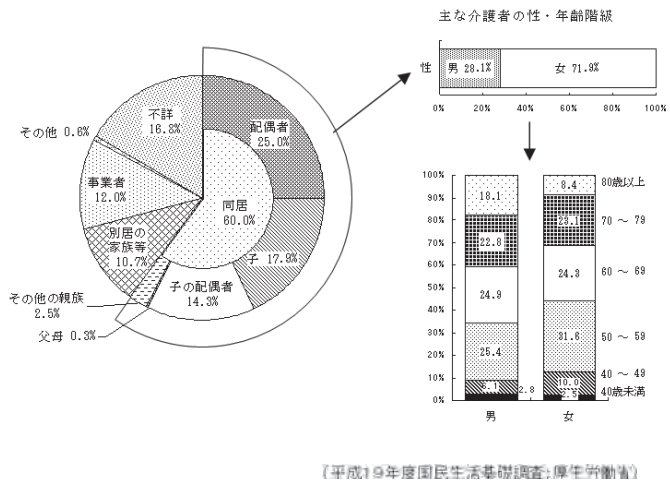 主な介護者の性・年齢階級
性
男 28.1%
女 71.9%
0% 20% 40% 60% 80% 100%
不詳
16.8%
その他 0.6%
事業者
12.0%
別居の
家族等
10.7%
その他の親族
2.5%
父母 0.3%
配偶者
25.0%
同居
60.0%
子 17.9%
子の配偶者
14.3%
100%
90%
80%
70%
60%
50%
40%
30%
20%
10%
0%
18.1
22.8
24.9
25.4
6.1
2.8
男
8.4
23.1
24.3
31.6
10.0
2.5
女
80歳以上
70 ～ 79
60 ～ 69
50 ～ 59
40 ～ 49
40歳未満
(平成19年度国民生活基礎調査:厚生労働省)